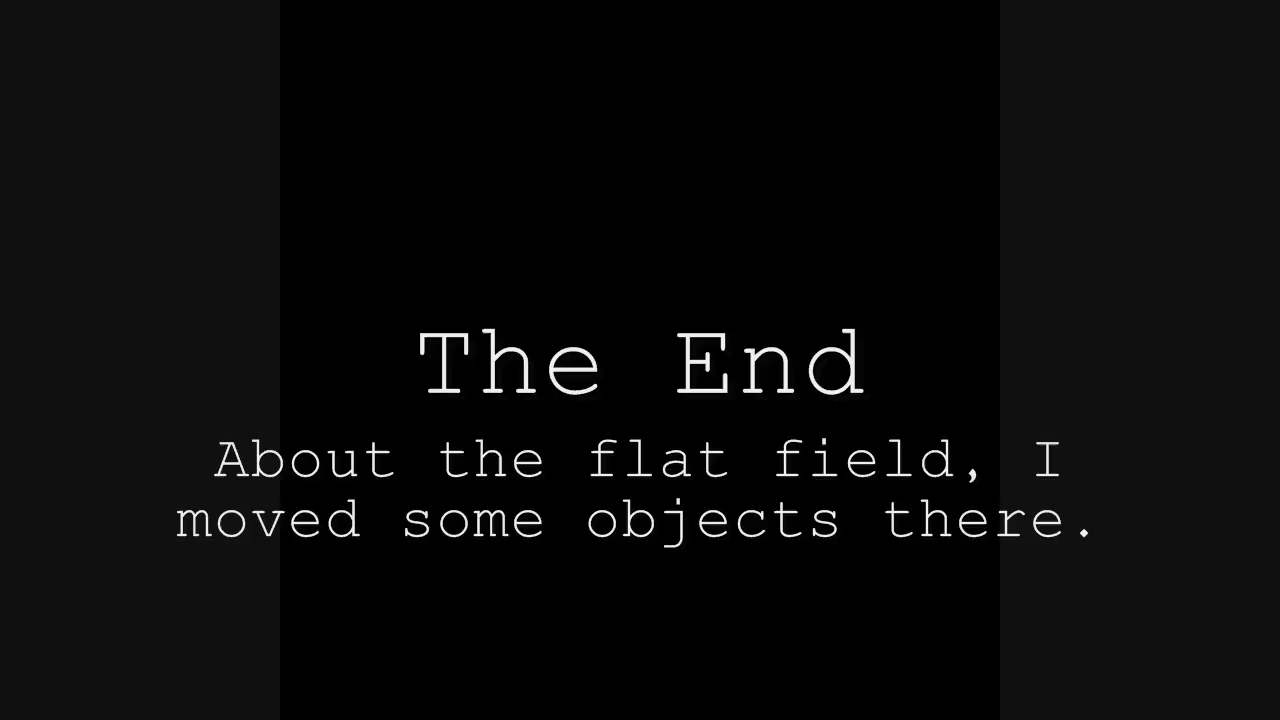 The End
About the flat field, I
moved some objects there.